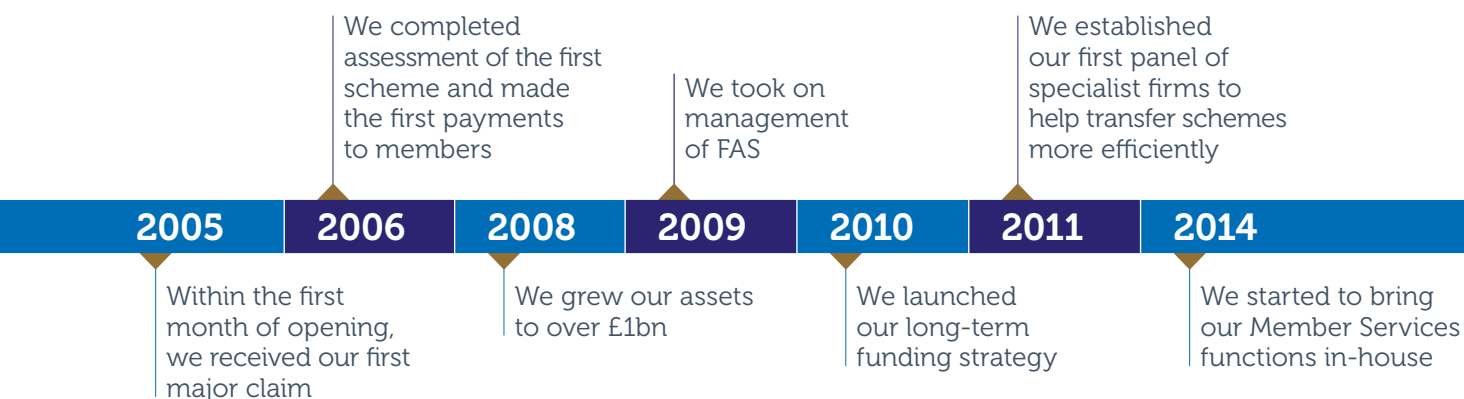 We completed
assessment of the first
scheme and made
the first payments
to members
We took on
management
of FAS
We established
our first panel of
specialist firms to
help transfer schemes
more efficiently
2005 2006 2008 2009 2010 2011 2014
Within the first
month of opening,
we received our first
major claim
We grew our assets
to over £1bn
We launched
our long-term
funding strategy
We started to bring
our Member Services
functions in-house